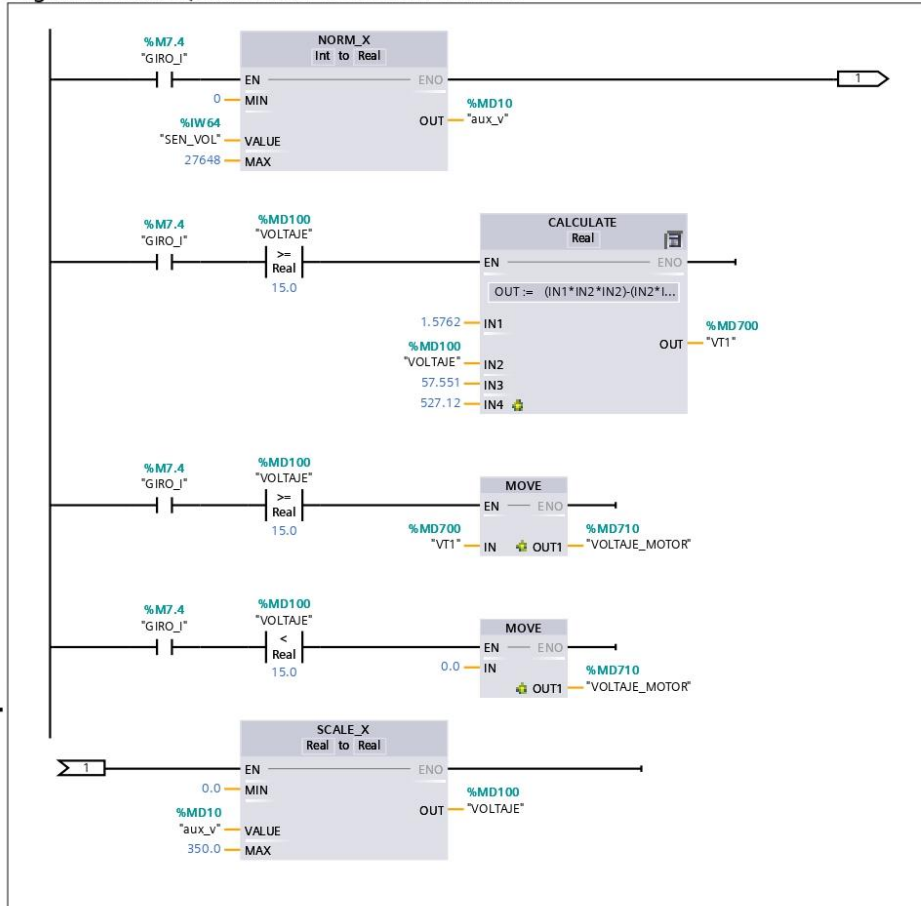 NORM_X
Int to Real
%M7.4
"GIRO_I"
EN ENO
0 MIN
%IW64
"SEN_VOL" VALUE
27648 MAX
OUT
%MD10
"aux_v"
1
%M7.4
"GIRO_I"
%MD100
"VOLTAJE"
>=
Real
15.0
CALCULATE
Real
EN ENO
OUT := (IN1*IN2*IN2)-(IN2*I...
1.5762 IN1
%MD100
"VOLTAJE" IN2
57.551 IN3
527.12 IN4
OUT
%MD700
"VT1"
%M7.4
"GIRO_I"
%MD100
"VOLTAJE"
>=
Real
15.0
MOVE
EN ENO
%MD700
"VT1" IN
OUT1
%MD710
"VOLTAJE_MOTOR"
%M7.4
"GIRO_I"
%MD100
"VOLTAJE"
<
Real
15.0
MOVE
EN ENO
0.0 IN
OUT1
%MD710
"VOLTAJE_MOTOR"
1
SCALE_X
Real to Real
EN ENO
0.0 MIN
%MD10
"aux_v" VALUE
350.0 MAX
OUT
%MD100
"VOLTAJE"